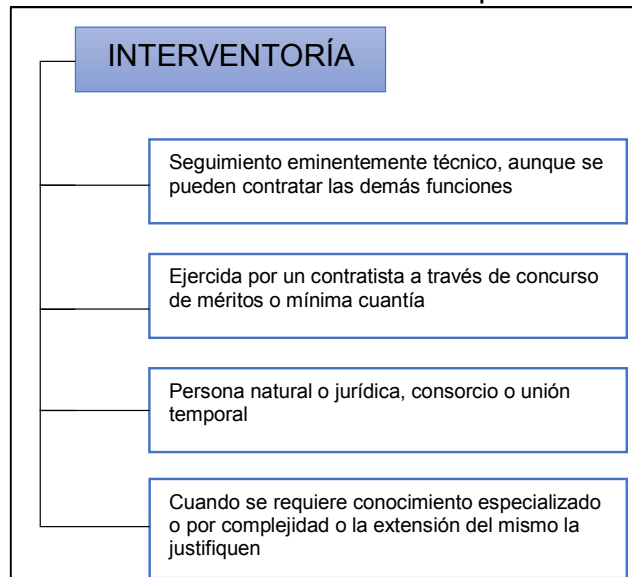 INTERVENTORÍA
Seguimiento eminentemente técnico, aunque se
pueden contratar las demás funciones
Ejercida por un contratista a través de concurso
de méritos o mínima cuantía
Persona natural o jurídica, consorcio o unión
temporal
Cuando se requiere conocimiento especializado
o por complejidad o la extensión del mismo la
justifiquen